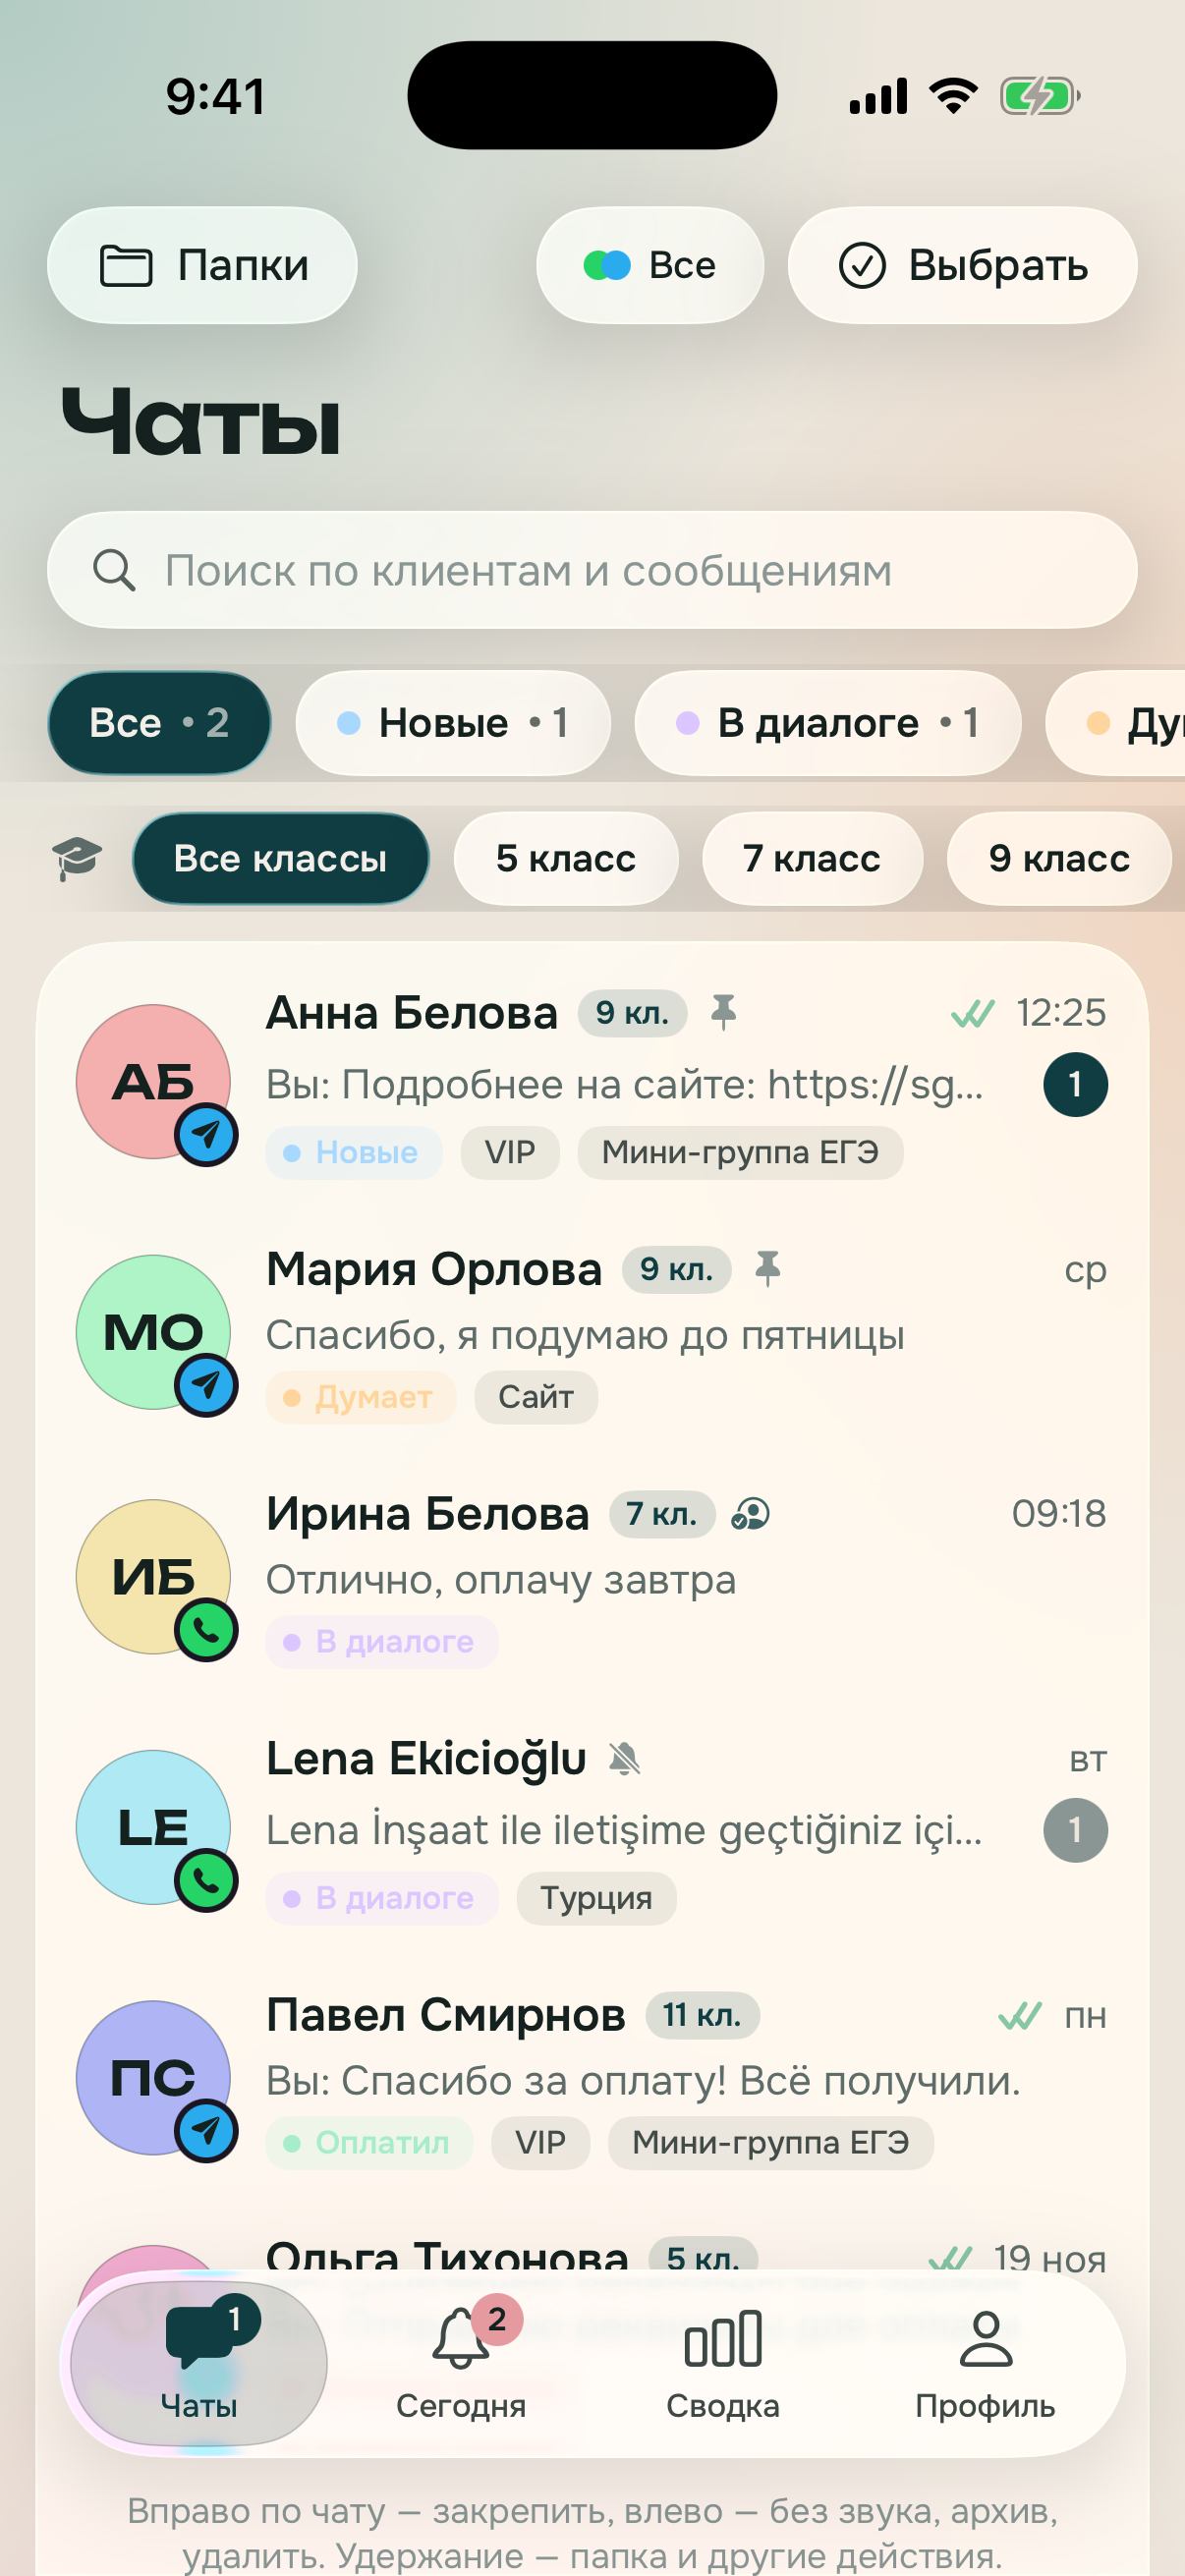 9:41
Папки
Все
Выбрать
Чаты
Поиск по клиентам и сообщениям
Все • 2
Новые • 1
В диалоге • 1
Ду
Все классы
5 класс
7 класс
9 класс
АБ
Анна Белова 9 кл. 12:25
Вы: Подробнее на сайте: https://sg... 1
Новые VIP Мини-группа ЕГЭ
МО
Мария Орлова 9 кл. ср
Спасибо, я подумаю до пятницы
Думает Сайт
ИБ
Ирина Белова 7 кл. 09:18
Отлично, оплачу завтра
В диалоге
LE
Lena Ekicioğlu вт
Lena İnşaat ile iletişime geçtiğiniz içi... 1
В диалоге Турция
ПС
Павел Смирнов 11 кл. пн
Вы: Спасибо за оплату! Всё получили.
Оплатил VIP Мини-группа ЕГЭ
Ольга Тихонова 5 кл. 19 ноя
1
2
Чаты
Сегодня
Сводка
Профиль
Вправо по чату — закрепить, влево — без звука, архив,
удалить. Удержание — папка и другие действия.